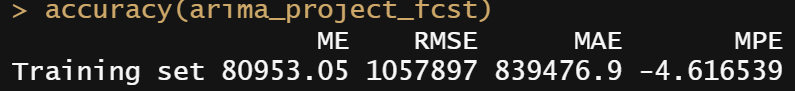 > accuracy(arima_project_fcst)
ME RMSE MAE MPE
Training set 80953.05 1057897 839476.9 -4.616539